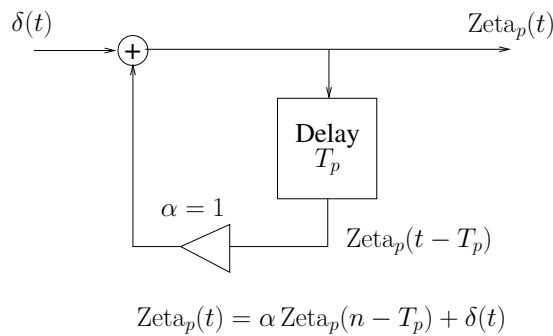 δ(t)
Zeta_p(t)
+
Delay
T_p
α = 1
Zeta_p(t − T_p)
Zeta_p(t) = α Zeta_p(n − T_p) + δ(t)